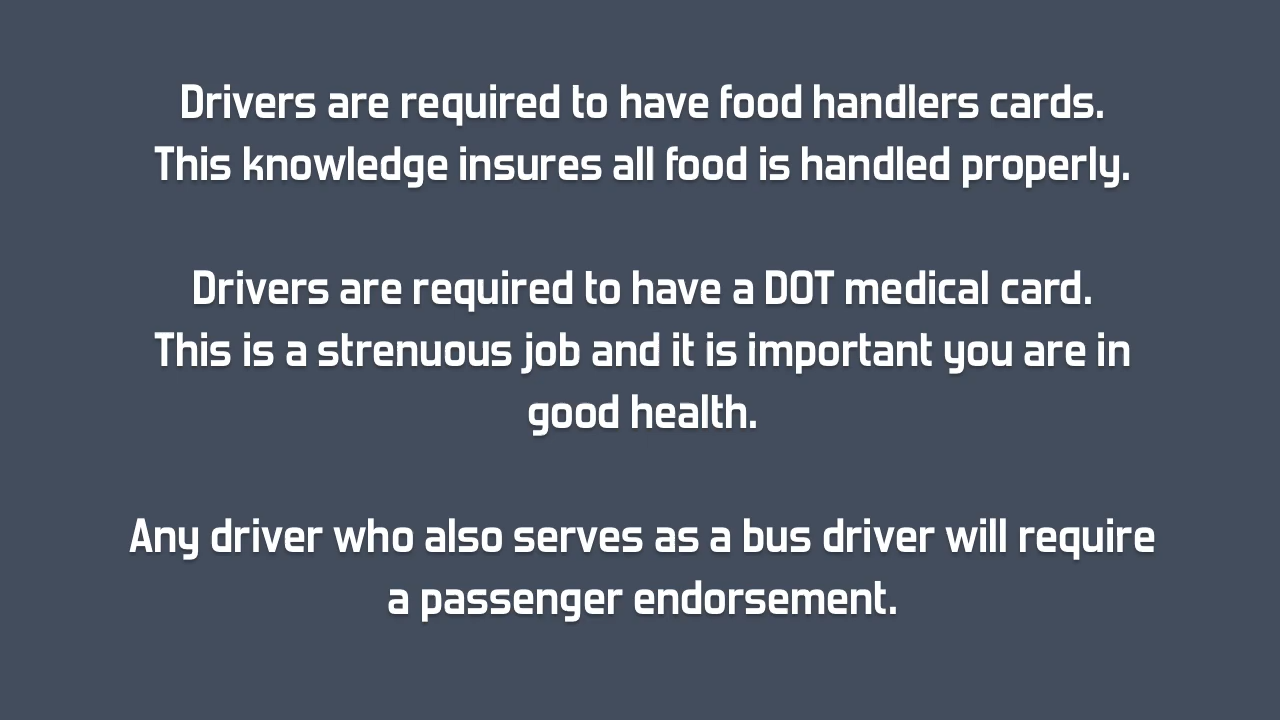 Drivers are required to have food handlers cards.
This knowledge insures all food is handled properly.
Drivers are required to have a DOT medical card.
This is a strenuous job and it is important you are in
good health.
Any driver who also serves as a bus driver will require
a passenger endorsement.